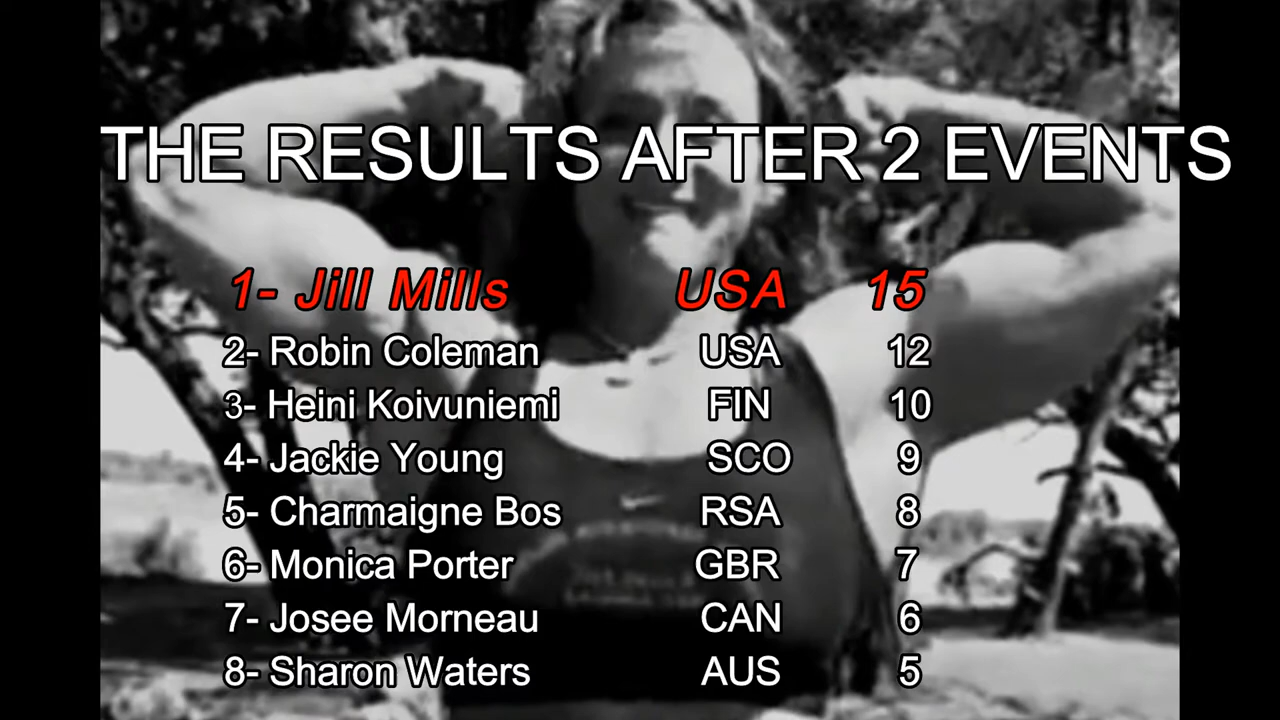 THE RESULTS AFTER 2 EVENTS
1- Jill Mills USA 15
2- Robin Coleman USA 12
3- Heini Koivuniemi FIN 10
4- Jackie Young SCO 9
5- Charmaigne Bos RSA 8
6- Monica Porter GBR 7
7- Josee Morneau CAN 6
8- Sharon Waters AUS 5